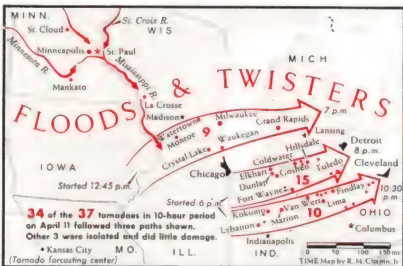 MINN.
St. Croix R.
WIS
St. Cloud
Minneapolis
St. Paul
Minnesota R.
Mankato
Mississippi R.
MICH
FLOODS & TWISTERS
La Crosse
Madison
Watertown
Milwaukee
Monroe
9
Waukegan
Grand Rapids
7 p.m.
Crystal Lake
Lansing
IOWA
Hillsdale
Coldwater
Detroit
8 p.m.
Chicago
Elkhart
Goshen
Toledo
Cleveland
Started 12:45 p.m.
Dunlap
15
Started 6 p.m.
Fort Wayne
10:30 p.m.
Kokomo
Van Wert
Findlay
Lebanon
Marion
10
Lima
OHIO
Columbus
Indianapolis
34 of the 37 tornadoes in 10-hour period
on April 11 followed three paths shown.
Other 3 were isolated and did little damage.
Kansas City
MO.
ILL.
IND.
(Tornado forecasting center)
0
150 mi
TIME Map by R. M. Chapin, Jr.